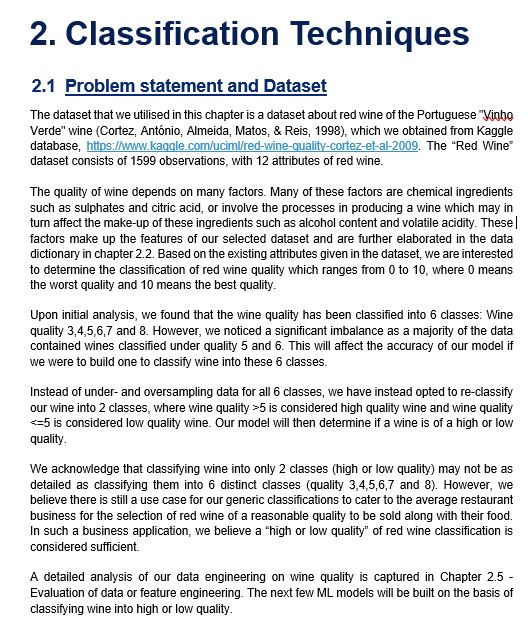 2. Classification Techniques
2.1 Problem statement and Dataset
The dataset that we utilised in this chapter is a dataset about red wine of the Portuguese "Vinho
Verde" wine (Cortez, António, Almeida, Matos, & Reis, 1998), which we obtained from Kaggle
database, https://www.kaggle.com/uciml/red-wine-quality-cortez-et-al-2009. The “Red Wine”
dataset consists of 1599 observations, with 12 attributes of red wine.
The quality of wine depends on many factors. Many of these factors are chemical ingredients
such as sulphates and citric acid, or involve the processes in producing a wine which may in
turn affect the make-up of these ingredients such as alcohol content and volatile acidity. These
factors make up the features of our selected dataset and are further elaborated in the data
dictionary in chapter 2.2. Based on the existing attributes given in the dataset, we are interested
to determine the classification of red wine quality which ranges from 0 to 10, where 0 means
the worst quality and 10 means the best quality.
Upon initial analysis, we found that the wine quality has been classified into 6 classes: Wine
quality 3,4,5,6,7 and 8. However, we noticed a significant imbalance as a majority of the data
contained wines classified under quality 5 and 6. This will affect the accuracy of our model if
we were to build one to classify wine into these 6 classes.
Instead of under- and oversampling data for all 6 classes, we have instead opted to re-classify
our wine into 2 classes, where wine quality >5 is considered high quality wine and wine quality
<=5 is considered low quality wine. Our model will then determine if a wine is of a high or low
quality.
We acknowledge that classifying wine into only 2 classes (high or low quality) may not be as
detailed as classifying them into 6 distinct classes (quality 3,4,5,6,7 and 8). However, we
believe there is still a use case for our generic classifications to cater to the average restaurant
business for the selection of red wine of a reasonable quality to be sold along with their food.
In such a business application, we believe a “high or low quality” of red wine classification is
considered sufficient.
A detailed analysis of our data engineering on wine quality is captured in Chapter 2.5 -
Evaluation of data or feature engineering. The next few ML models will be built on the basis of
classifying wine into high or low quality.